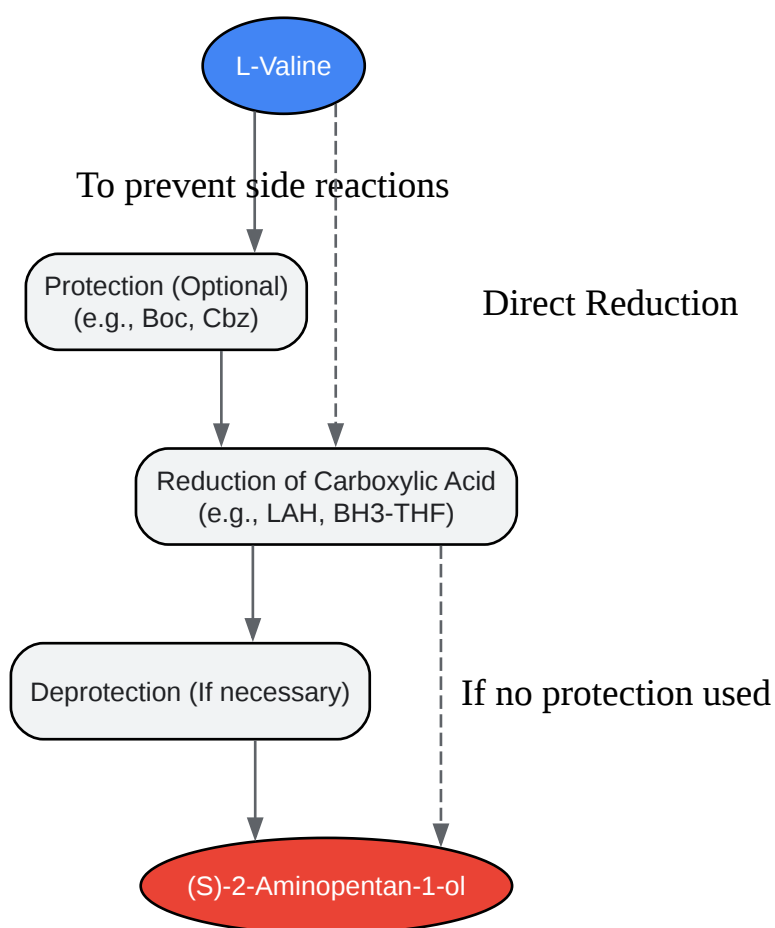 L-Valine
To prevent side reactions
Protection (Optional)
(e.g., Boc, Cbz)
Direct Reduction
Reduction of Carboxylic Acid
(e.g., LAH, BH3-THF)
Deprotection (If necessary)
If no protection used
(S)-2-Aminopentan-1-ol